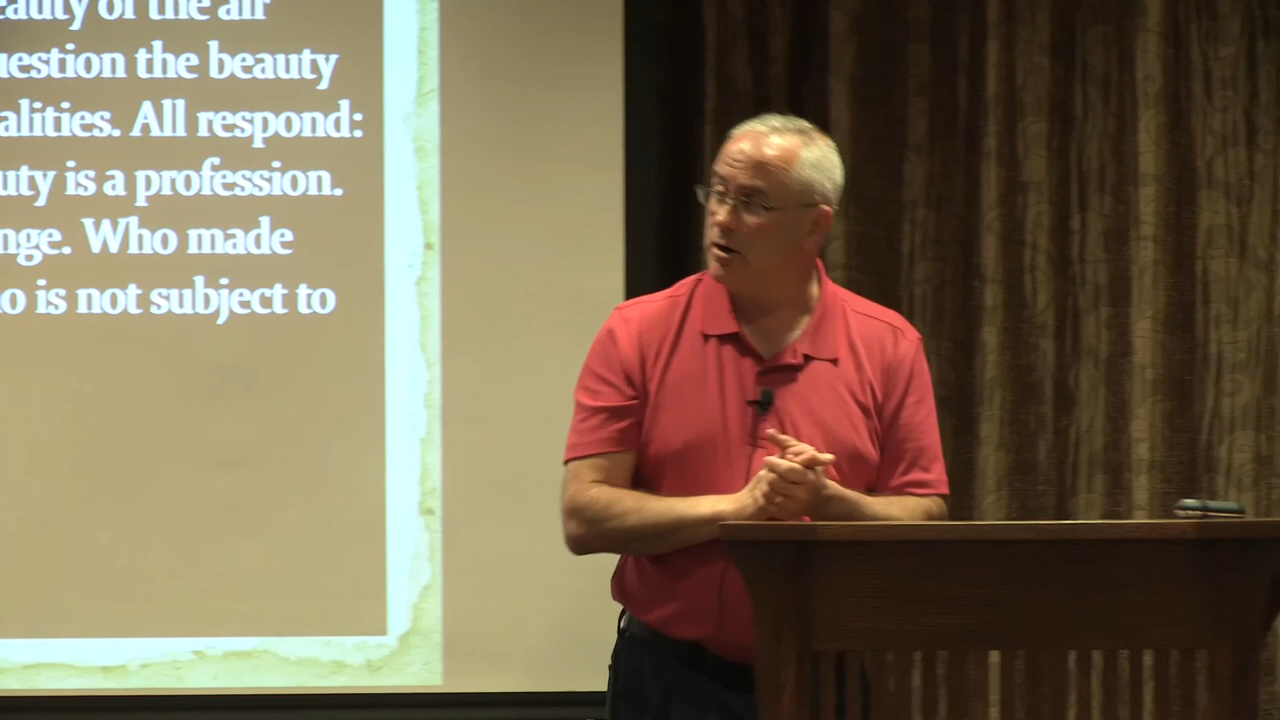 eauty of the air
uestion the beauty
alities. All respond:
uty is a profession.
nge. Who made
o is not subject to